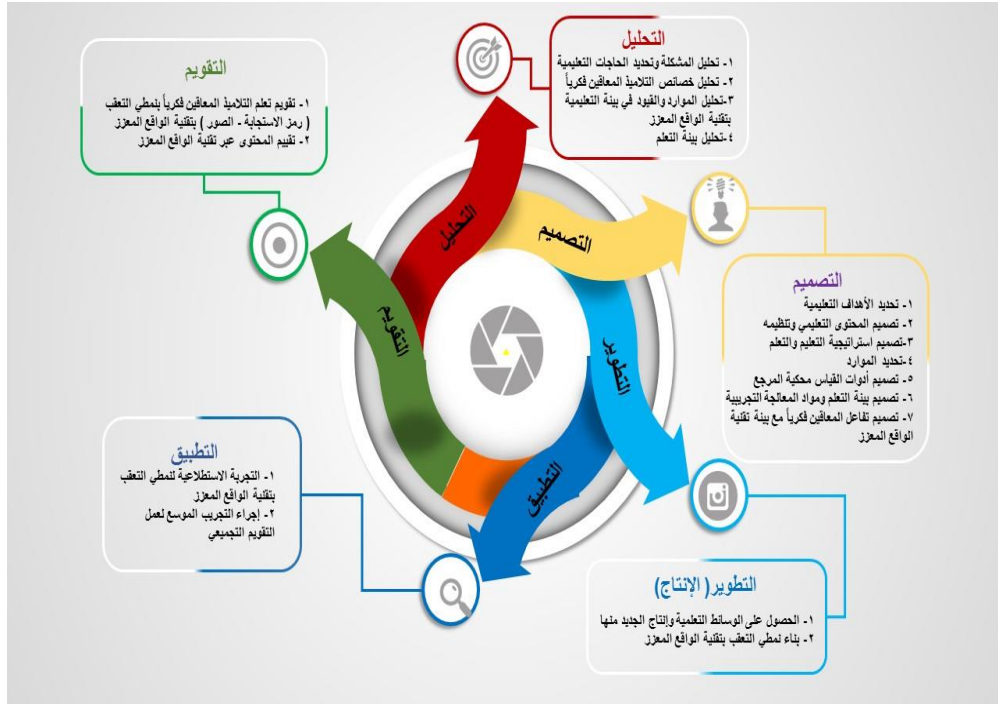 التحليل
١- تحليل المشكلة وتحديد الحاجات التعليمية
٢- تحليل خصائص التلاميذ المعاقين فكرياً
٣-تحليل الموارد والقيود في بيئة التعليمية
بتقنية الواقع المعزز
٤-تحليل بيئة التعلم
التصميم
١- تحديد الأهداف التعليمية
٢- تصميم المحتوى التعليمي وتنظيمه
٣-تصميم استراتيجية التعليم والتعلم
٤-تحديد الموارد
٥- تصميم أدوات القياس محكية المرجع
٦- تصميم بيئة التعلم ومواد المعالجة التجريبية
٧- تصميم تفاعل المعاقين فكرياً مع بيئة تقنية
الواقع المعزز
التطوير( الإنتاج)
١- الحصول على الوسائط التعلمية وإنتاج الجديد منها
٢- بناء نمطي التعقب بتقنية الواقع المعزز
التطبيق
١- التجربة الاستطلاعية لنمطي التعقب
بتقنية الواقع المعزز
٢- إجراء التجريب الموسع لعمل
التقويم التجميعي
التقويم
١- تقويم تعلم التلاميذ المعاقين فكرياً بنمطي التعقب
( رمز الاستجابة - الصور ) بتقنية الواقع المعزز
٢- تقييم المحتوى عبر تقنية الواقع المعزز
التحليل
التصميم
التطوير
التطبيق
التقويم